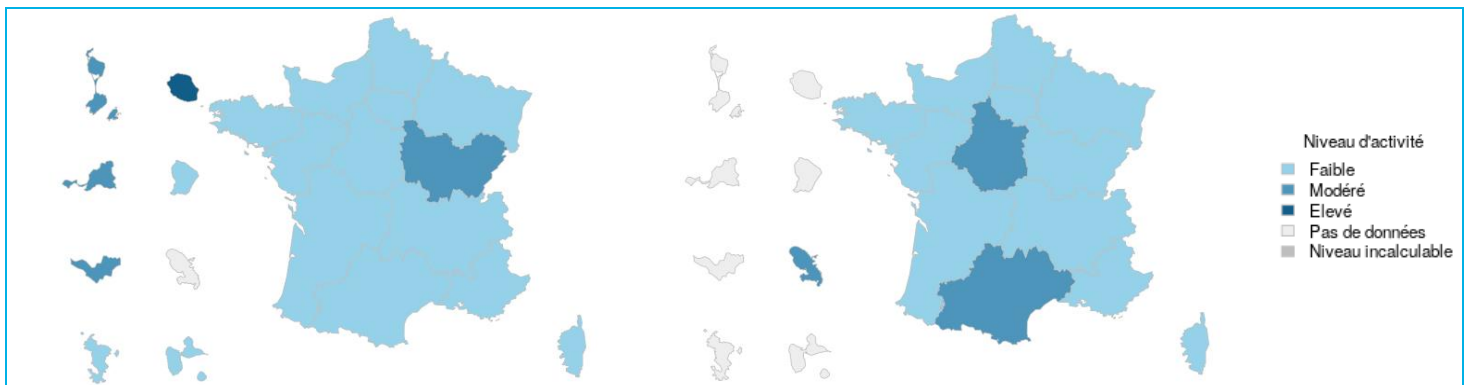 Niveau d'activité
Faible
Modéré
Elevé
Pas de données
Niveau incalculable